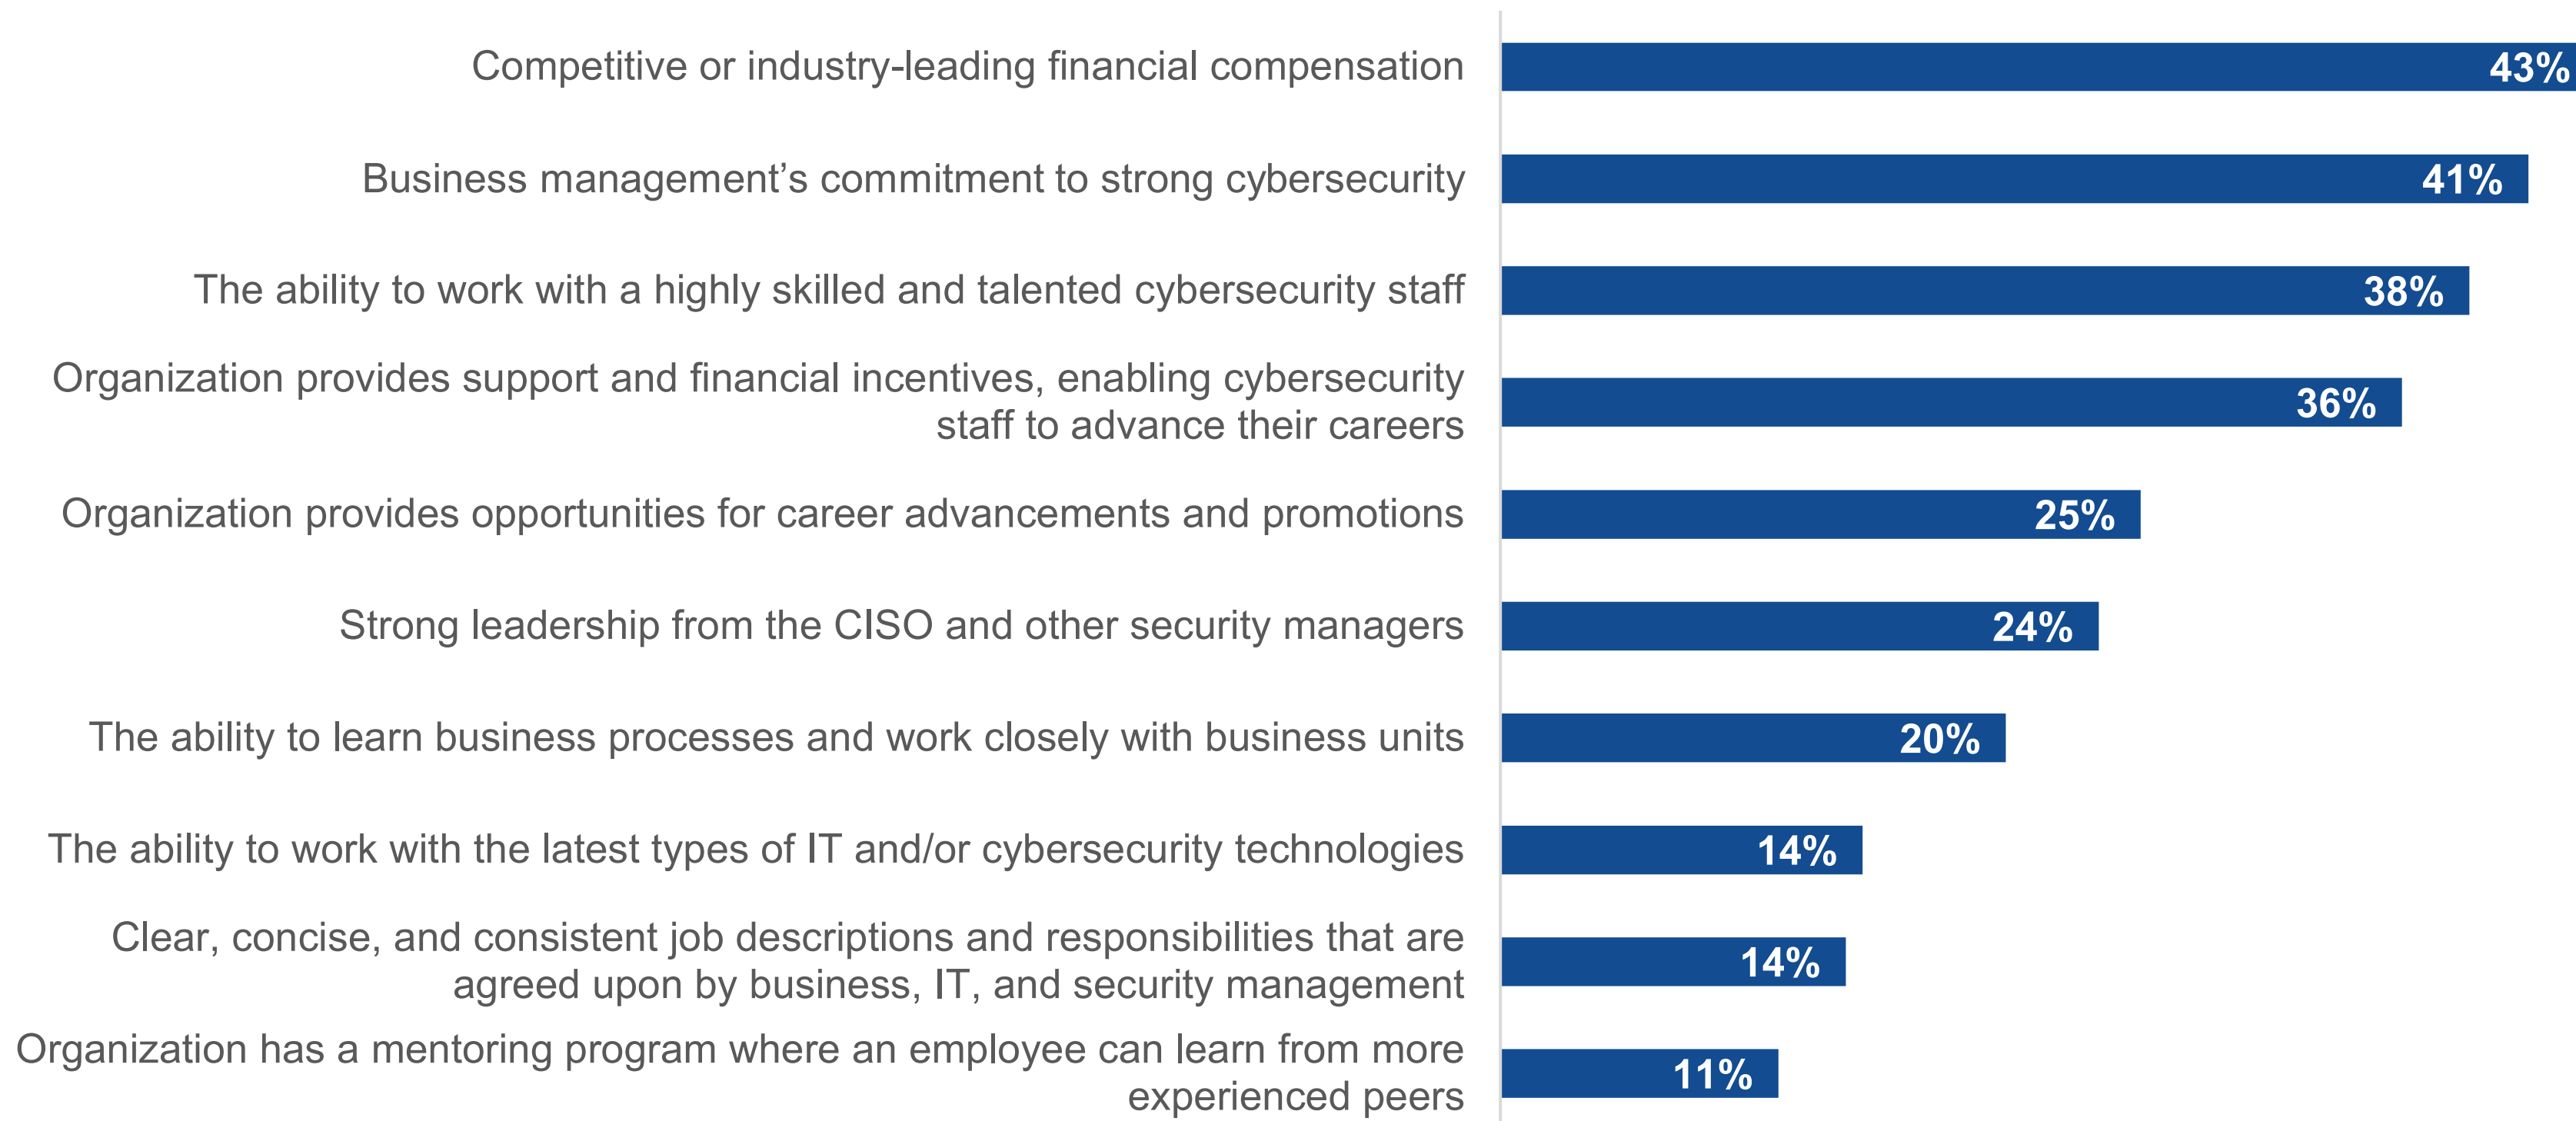 Competitive or industry-leading financial compensation 43%
Business management’s commitment to strong cybersecurity 41%
The ability to work with a highly skilled and talented cybersecurity staff 38%
Organization provides support and financial incentives, enabling cybersecurity
staff to advance their careers 36%
Organization provides opportunities for career advancements and promotions 25%
Strong leadership from the CISO and other security managers 24%
The ability to learn business processes and work closely with business units 20%
The ability to work with the latest types of IT and/or cybersecurity technologies 14%
Clear, concise, and consistent job descriptions and responsibilities that are
agreed upon by business, IT, and security management 14%
Organization has a mentoring program where an employee can learn from more
experienced peers 11%